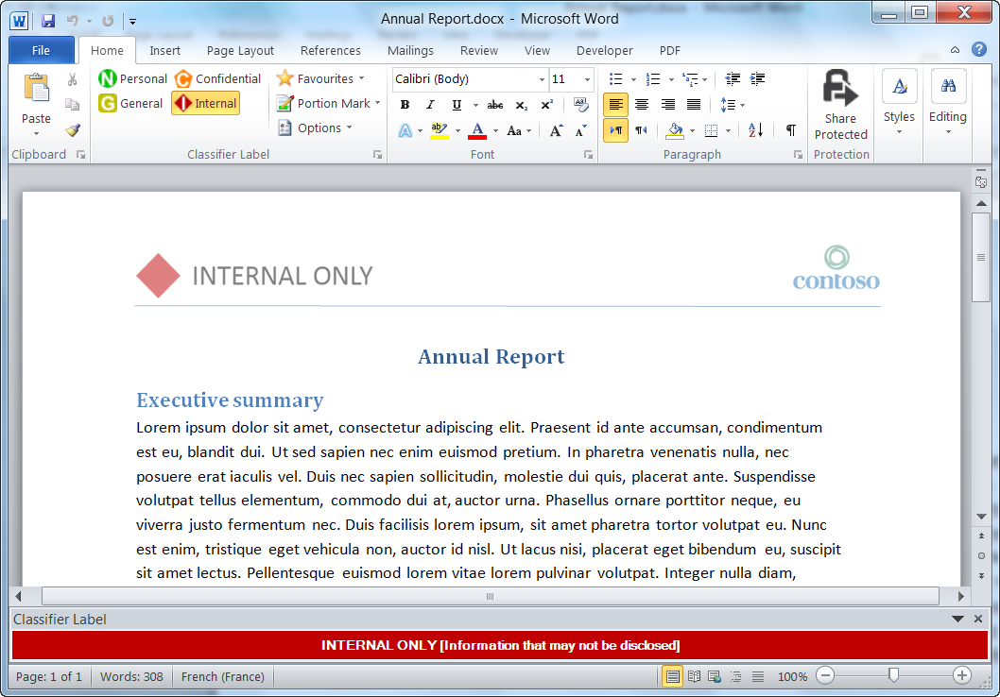 Annual Report.docx - Microsoft Word
File Home Insert Page Layout References Mailings Review View Developer PDF
Paste
Clipboard
N Personal C Confidential
G General Internal
Favourites
Portion Mark
Options
Classifier Label
Calibri (Body) 11
B I U abc x₂ x²
A ab A Aa A A
Font
Paragraph
Share
Protected
Protection
Styles
Editing
INTERNAL ONLY
contoso
Annual Report
Executive summary
Lorem ipsum dolor sit amet, consectetur adipiscing elit. Praesent id ante accumsan, condimentum
est eu, blandit dui. Ut sed sapien nec enim euismod pretium. In pharetra venenatis nulla, nec
posuere erat iaculis vel. Duis nec sapien sollicitudin, molestie dui quis, placerat ante. Suspendisse
volutpat tellus elementum, commodo dui at, auctor urna. Phasellus ornare porttitor neque, eu
viverra justo fermentum nec. Duis facilisis lorem ipsum, sit amet pharetra tortor volutpat eu. Nunc
est enim, tristique eget vehicula non, auctor id nisl. Ut lacus nisi, placerat eget bibendum eu, suscipit
sit amet lectus. Pellentesque euismod lorem vitae lorem pulvinar volutpat. Integer nulla diam,
Classifier Label
INTERNAL ONLY [Information that may not be disclosed]
Page: 1 of 1 Words: 308 French (France) 100%